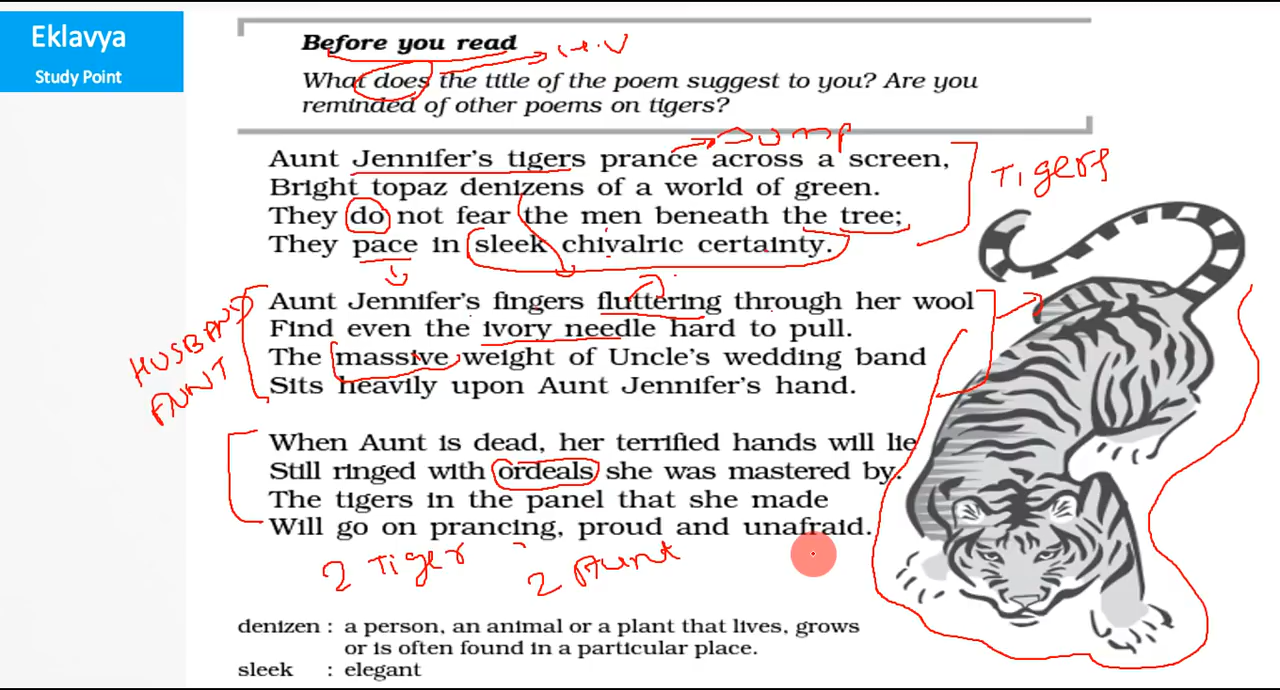 Eklavya
Study Point
Before you read
H.V
What does the title of the poem suggest to you? Are you
reminded of other poems on tigers?
Jump
Aunt Jennifer's tigers prance across a screen,
Bright topaz denizens of a world of green.
They do not fear the men beneath the tree;
They pace in sleek chivalric certainty.
Tigers
Aunt Jennifer's fingers fluttering through her wool
Find even the ivory needle hard to pull.
The massive weight of Uncle's wedding band
Sits heavily upon Aunt Jennifer's hand.
HUSBAND
AUNT
When Aunt is dead, her terrified hands will lie
Still ringed with ordeals she was mastered by.
The tigers in the panel that she made
Will go on prancing, proud and unafraid.
2 Tiger 2 Aunt
denizen : a person, an animal or a plant that lives, grows
or is often found in a particular place.
sleek : elegant